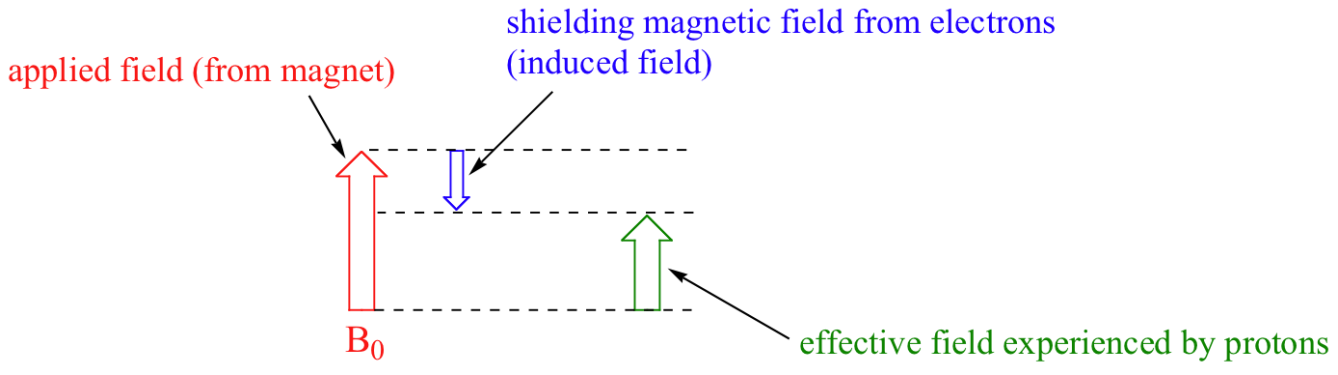 shielding magnetic field from electrons
(induced field)
applied field (from magnet)
B₀
effective field experienced by protons